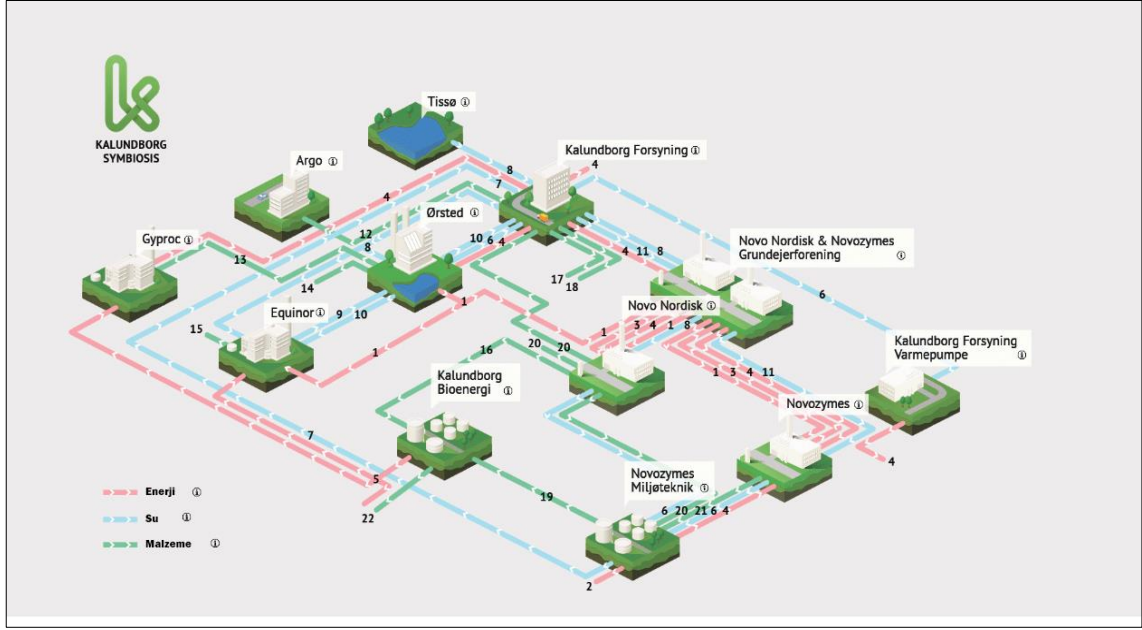 KALUNDBORG
SYMBIOSIS
Tissø
Argo
Kalundborg Forsyning
4
8
7
4
Ørsted
12
8
10 6 4
Gyproc
13
14
4 11 8
Novo Nordisk & Novozymes
Grundejerforening
17
18
6
Equinor
9 10
1
Novo Nordisk
15
1
1 3 4 1 8
16
20
20
Kalundborg Forsyning
Varmepumpe
Kalundborg
Bioenergi
1 3 4 11
Novozymes
7
4
5
Novozymes
Miljøteknik
19
22
6 20 21 6 4
2
Enerji
Su
Malzeme